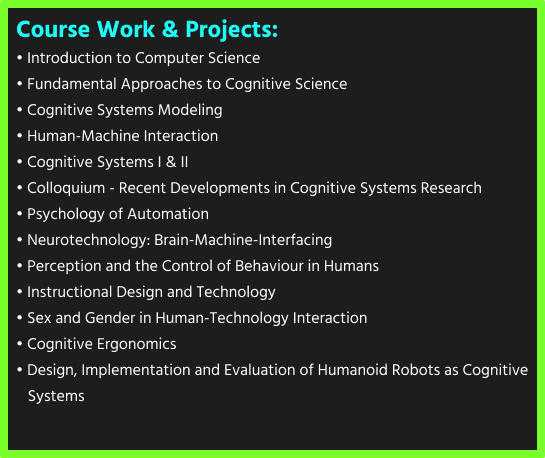 Course Work & Projects:
• Introduction to Computer Science
• Fundamental Approaches to Cognitive Science
• Cognitive Systems Modeling
• Human-Machine Interaction
• Cognitive Systems I & II
• Colloquium - Recent Developments in Cognitive Systems Research
• Psychology of Automation
• Neurotechnology: Brain-Machine-Interfacing
• Perception and the Control of Behaviour in Humans
• Instructional Design and Technology
• Sex and Gender in Human-Technology Interaction
• Cognitive Ergonomics
• Design, Implementation and Evaluation of Humanoid Robots as Cognitive
Systems